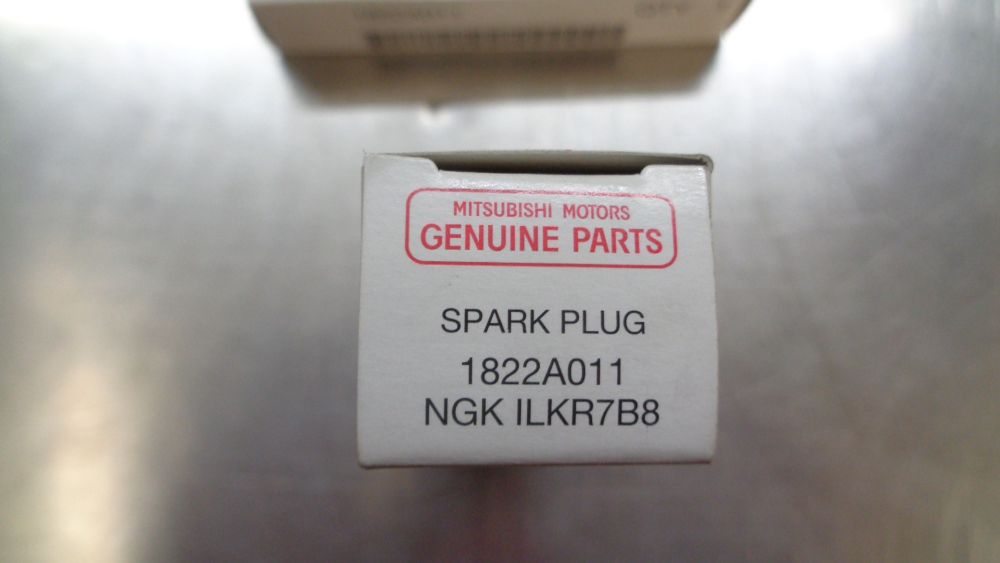 MITSUBISHI MOTORS
GENUINE PARTS
SPARK PLUG
1822A011
NGK ILKR7B8